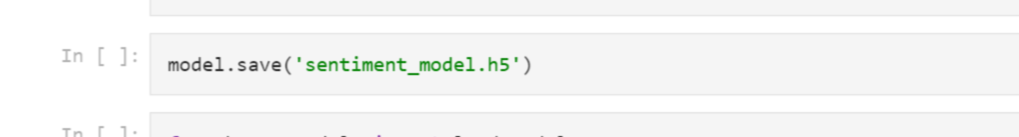 In [ ]:
model.save('sentiment_model.h5')
In [ ]: